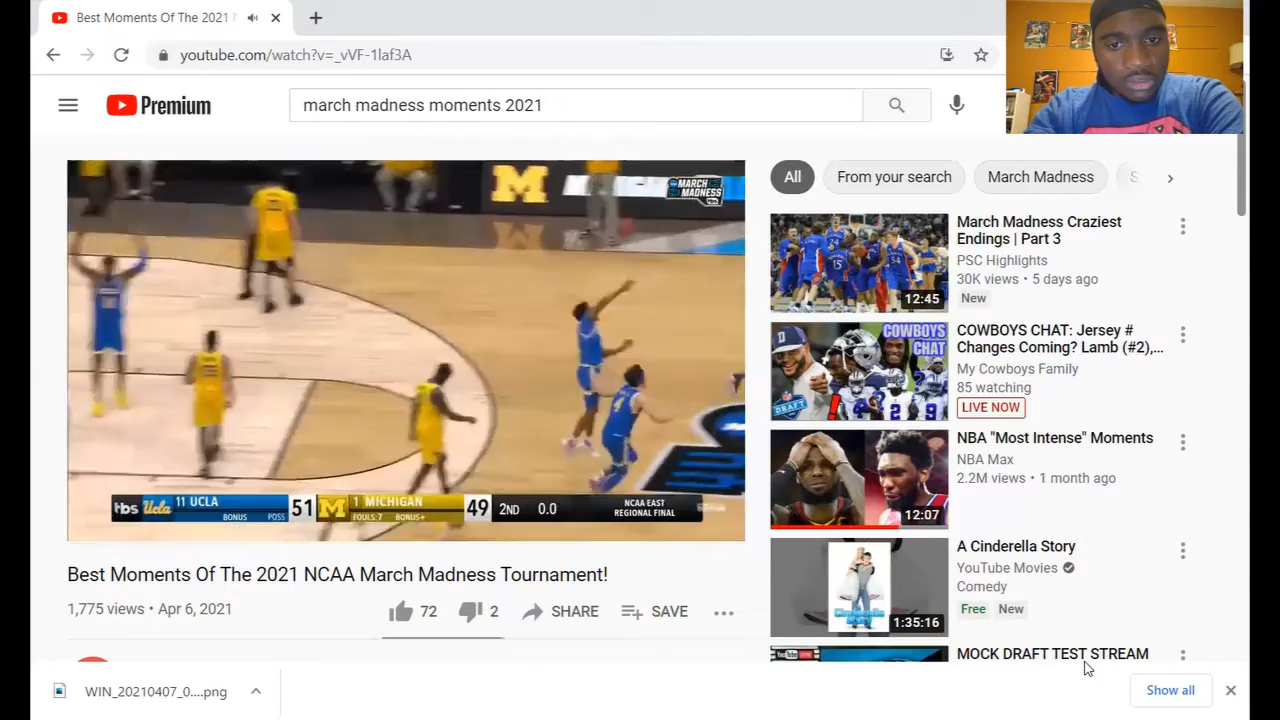 Best Moments Of The 2021
youtube.com/watch?v=_vVF-1laf3A
Premium
march madness moments 2021
M
MARCH MADNESS
tbs
Ucla 11 UCLA 51 M 1 MICHIGAN 49 2ND 0.0 NCAA EAST REGIONAL FINAL
BONUS POSS FOULS:7 BONUS+
Best Moments Of The 2021 NCAA March Madness Tournament!
1,775 views • Apr 6, 2021
72 2 SHARE SAVE
All From your search March Madness S
12:45
March Madness Craziest
Endings | Part 3
PSC Highlights
30K views • 5 days ago
New
COWBOYS CHAT
NFL DRAFT
COWBOYS CHAT: Jersey #
Changes Coming? Lamb (#2),...
My Cowboys Family
85 watching
LIVE NOW
12:07
NBA "Most Intense" Moments
NBA Max
2.2M views • 1 month ago
1:35:16
A Cinderella Story
YouTube Movies
Comedy
Free New
MOCK DRAFT TEST STREAM
WIN_20210407_0....png
Show all